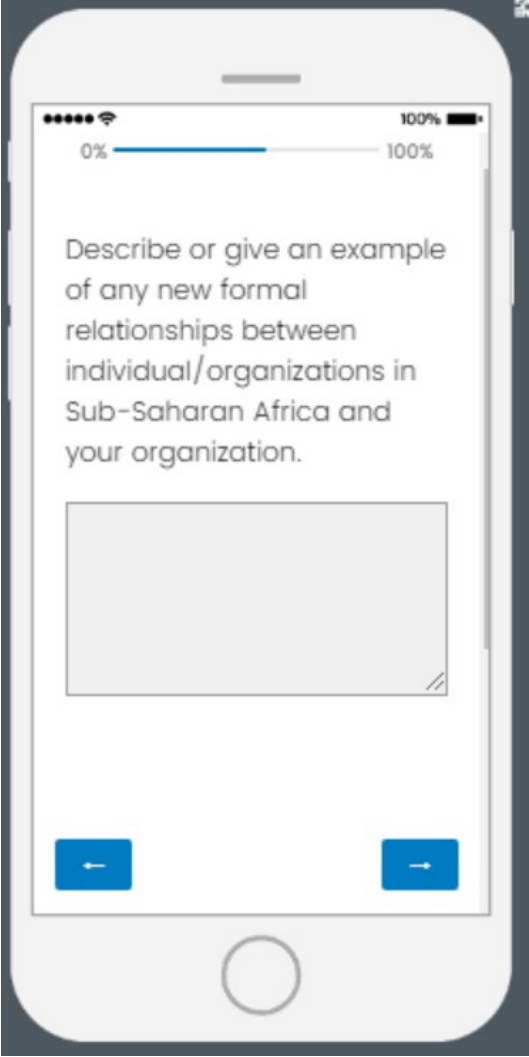 100%
0% 100%
Describe or give an example
of any new formal
relationships between
individual/organizations in
Sub-Saharan Africa and
your organization.
← →